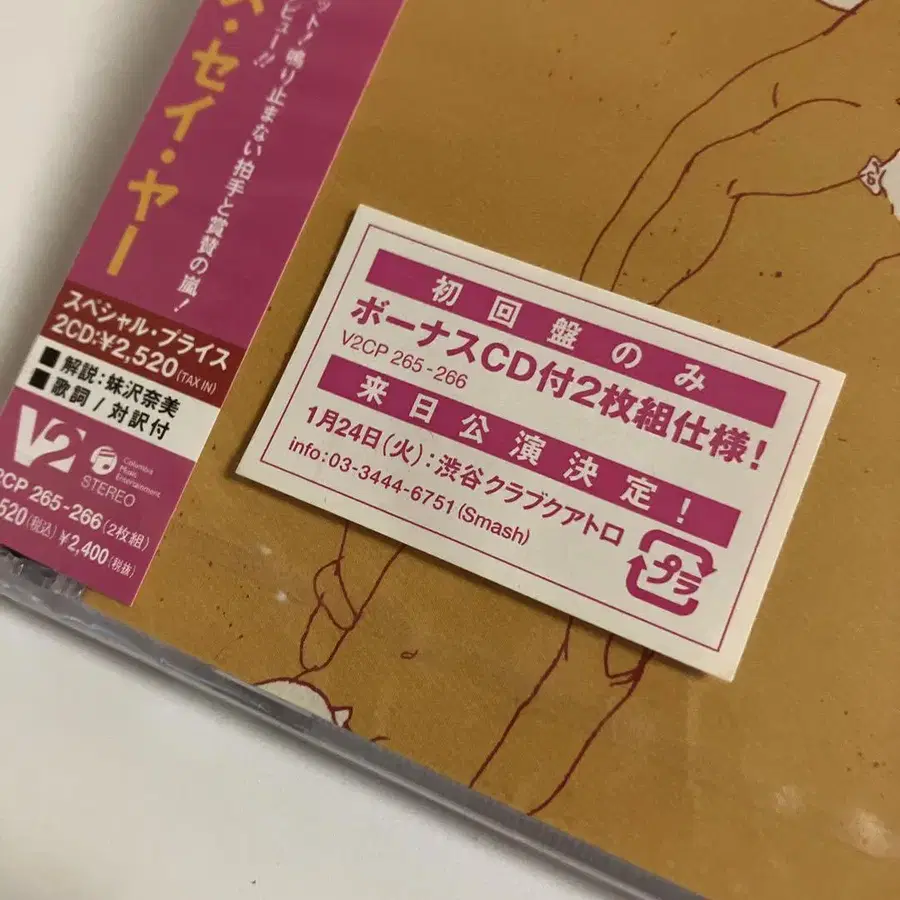 ス・セイ・ヤー
ット!鳴り止まない拍手と賞賛の嵐!
ビュー!!
スペシャル・プライス
2CD:¥2,520(TAX IN)
■解説:妹沢奈美
■歌詞/対訳付
V2
Columbia
Music
Entertainment
STEREO
2CP 265-266(2枚組)
520(税込) ¥2,400(税抜)
初回盤のみ
ボーナスCD付2枚組仕様!
V2CP 265-266
来日公演決定!
1月24日(火):渋谷クラブクアトロ
info:03-3444-6751(Smash)
プラ